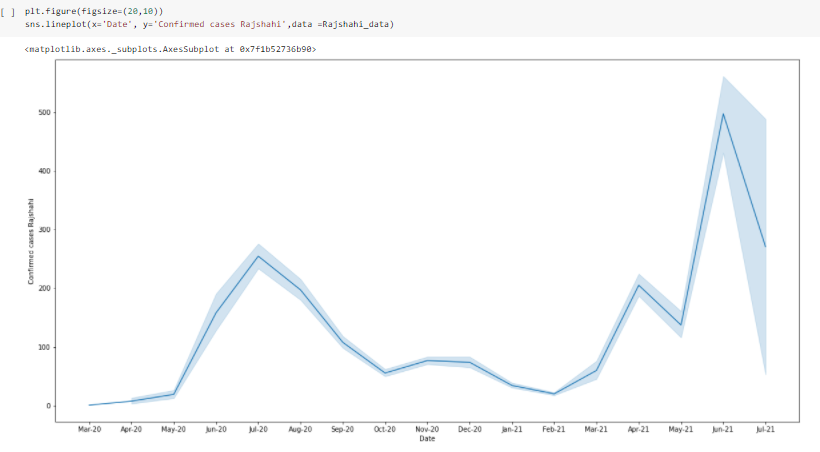 [ ] plt.figure(figsize=(20,10))
sns.lineplot(x='Date', y='Confirmed cases Rajshahi',data =Rajshahi_data)
<matplotlib.axes._subplots.AxesSubplot at 0x7f1b52736b90>
500
400
300
200
100
0
Confirmed cases Rajshahi
Mar-20 Apr-20 May-20 Jun-20 Jul-20 Aug-20 Sep-20 Oct-20 Nov-20 Dec-20 Jan-21 Feb-21 Mar-21 Apr-21 May-21 Jun-21 Jul-21
Date